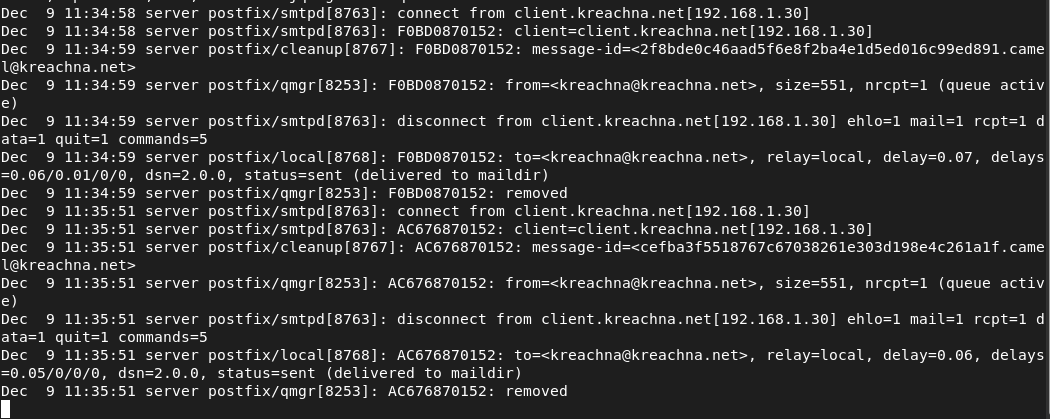 Dec  9 11:34:58 server postfix/smtpd[8763]: connect from client.kreachna.net[192.168.1.30]
Dec  9 11:34:58 server postfix/smtpd[8763]: F0BD0870152: client=client.kreachna.net[192.168.1.30]
Dec  9 11:34:59 server postfix/cleanup[8767]: F0BD0870152: message-id=<2f8bde0c46aad5f6e8f2ba4e1d5ed016c99ed891.came
l@kreachna.net>
Dec  9 11:34:59 server postfix/qmgr[8253]: F0BD0870152: from=<kreachna@kreachna.net>, size=551, nrcpt=1 (queue activ
e)
Dec  9 11:34:59 server postfix/smtpd[8763]: disconnect from client.kreachna.net[192.168.1.30] ehlo=1 mail=1 rcpt=1 d
ata=1 quit=1 commands=5
Dec  9 11:34:59 server postfix/local[8768]: F0BD0870152: to=<kreachna@kreachna.net>, relay=local, delay=0.07, delays
=0.06/0.01/0/0, dsn=2.0.0, status=sent (delivered to maildir)
Dec  9 11:34:59 server postfix/qmgr[8253]: F0BD0870152: removed
Dec  9 11:35:51 server postfix/smtpd[8763]: connect from client.kreachna.net[192.168.1.30]
Dec  9 11:35:51 server postfix/smtpd[8763]: AC676870152: client=client.kreachna.net[192.168.1.30]
Dec  9 11:35:51 server postfix/cleanup[8767]: AC676870152: message-id=<cefba3f5518767c67038261e303d198e4c261a1f.came
l@kreachna.net>
Dec  9 11:35:51 server postfix/qmgr[8253]: AC676870152: from=<kreachna@kreachna.net>, size=551, nrcpt=1 (queue activ
e)
Dec  9 11:35:51 server postfix/smtpd[8763]: disconnect from client.kreachna.net[192.168.1.30] ehlo=1 mail=1 rcpt=1 d
ata=1 quit=1 commands=5
Dec  9 11:35:51 server postfix/local[8768]: AC676870152: to=<kreachna@kreachna.net>, relay=local, delay=0.06, delays
=0.05/0/0/0, dsn=2.0.0, status=sent (delivered to maildir)
Dec  9 11:35:51 server postfix/qmgr[8253]: AC676870152: removed